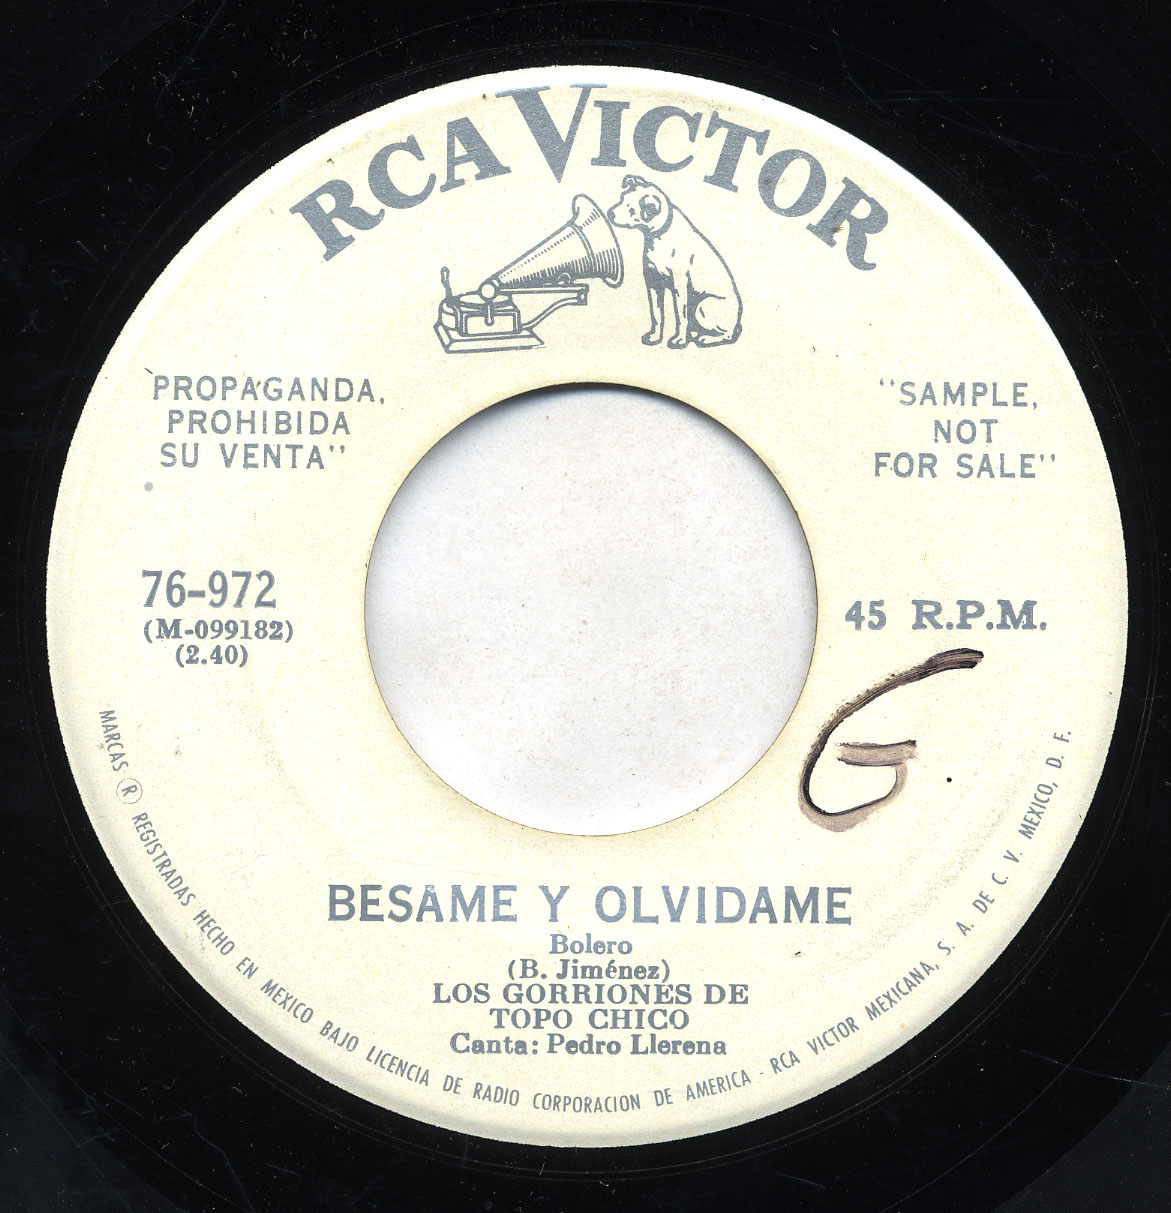 RCA VICTOR
PROPAGANDA,
PROHIBIDA
SU VENTA"
"SAMPLE,
NOT
FOR SALE"
76-972
(M-099182)
(2.40)
45 R.P.M.
G
BESAME Y OLVIDAME
Bolero
(B. Jiménez)
LOS GORRIONES DE
TOPO CHICO
Canta: Pedro Llerena
MARCAS ® REGISTRADAS HECHO EN MEXICO BAJO LICENCIA DE RADIO CORPORACION DE AMERICA - RCA VICTOR MEXICANA, S. A. DE C. V. MEXICO, D. F.